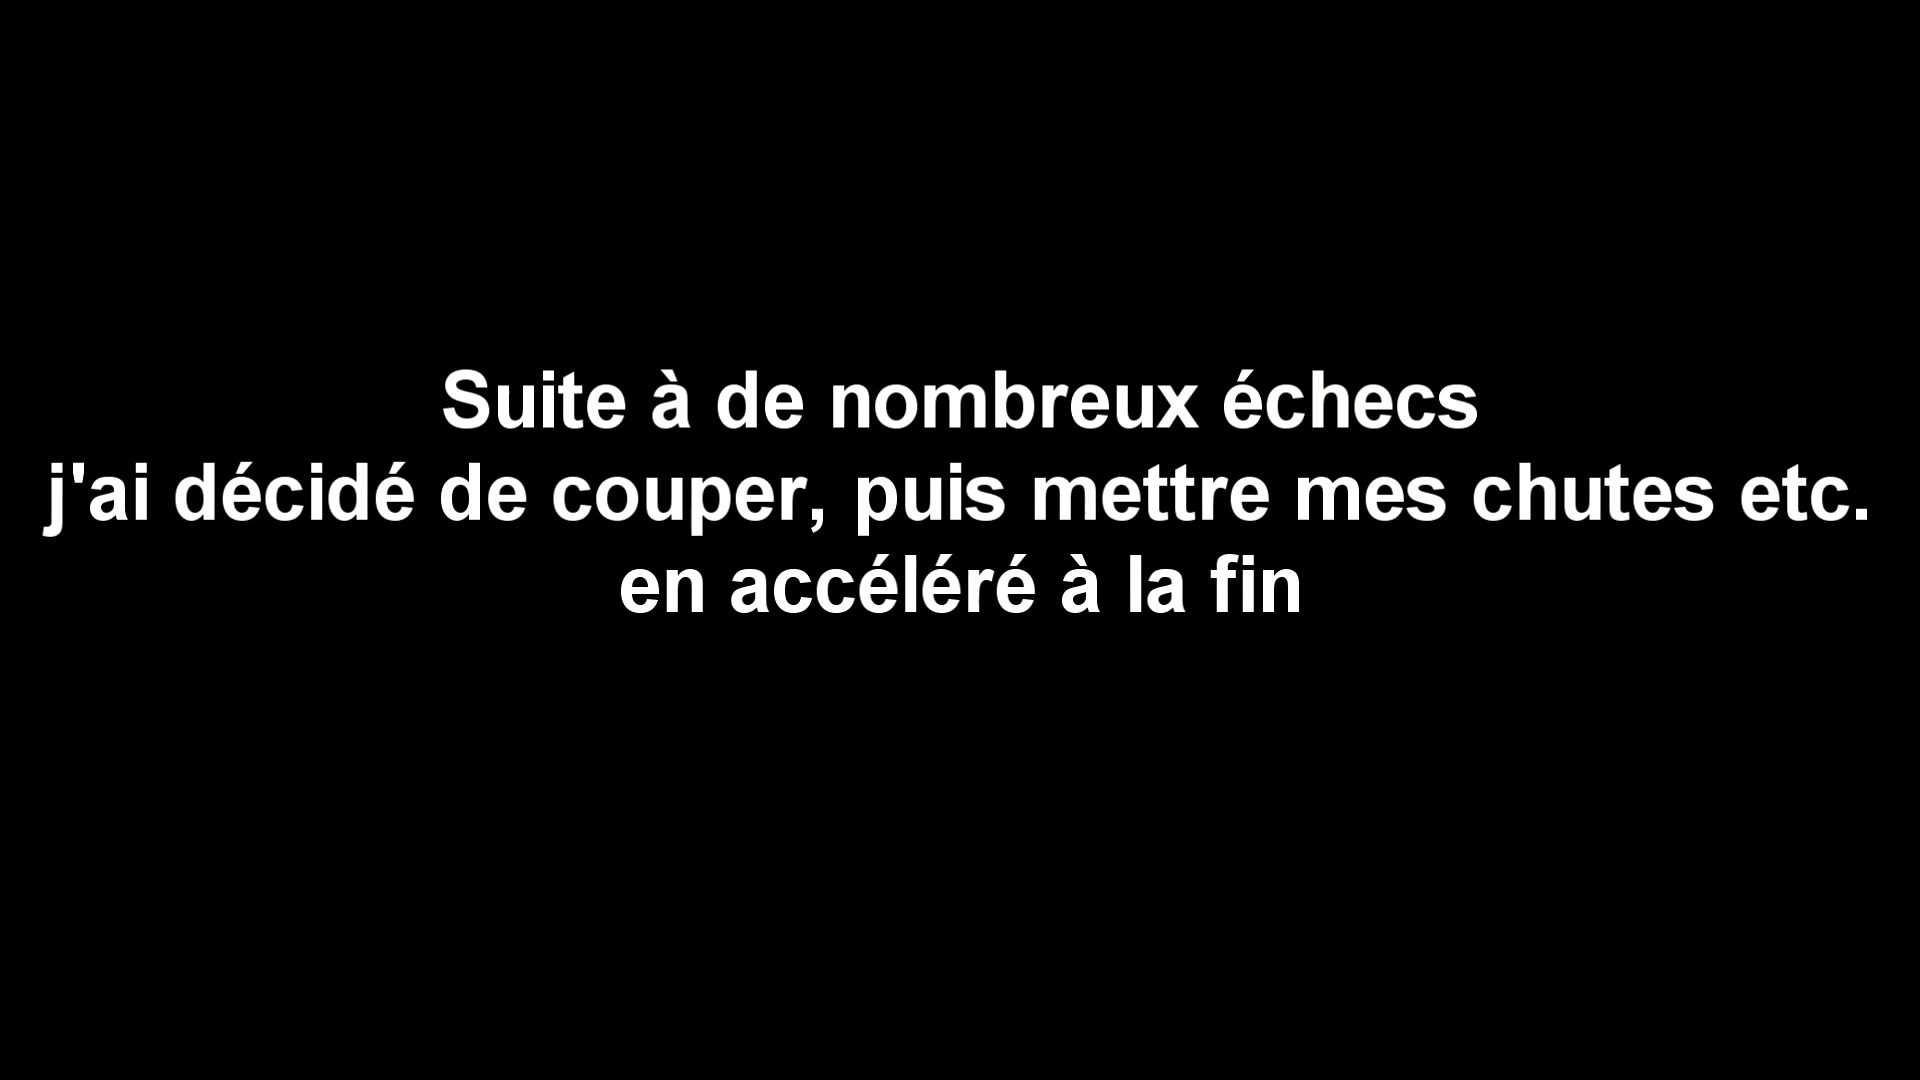 Suite à de nombreux échecs
j'ai décidé de couper, puis mettre mes chutes etc.
en accéléré à la fin